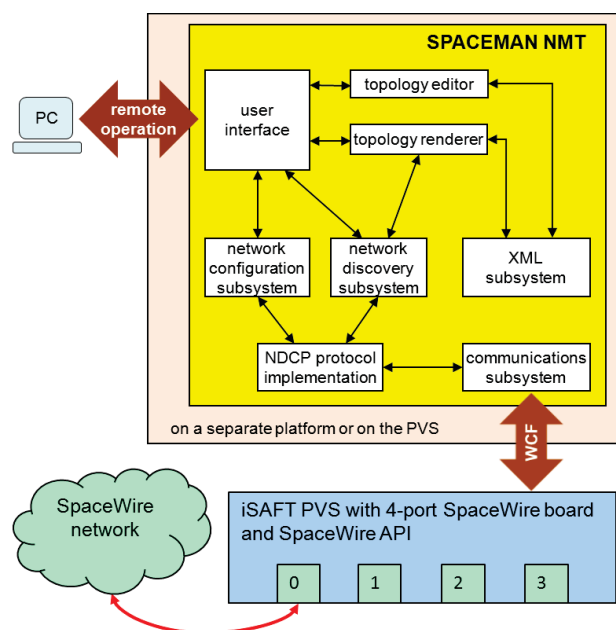 SPACEMAN NMT
PC
remote
operation
user
interface
topology editor
topology renderer
network
configuration
subsystem
network
discovery
subsystem
XML
subsystem
NDCP protocol
implementation
communications
subsystem
on a separate platform or on the PVS
WCF
SpaceWire
network
iSAFT PVS with 4-port SpaceWire board
and SpaceWire API
0
1
2
3